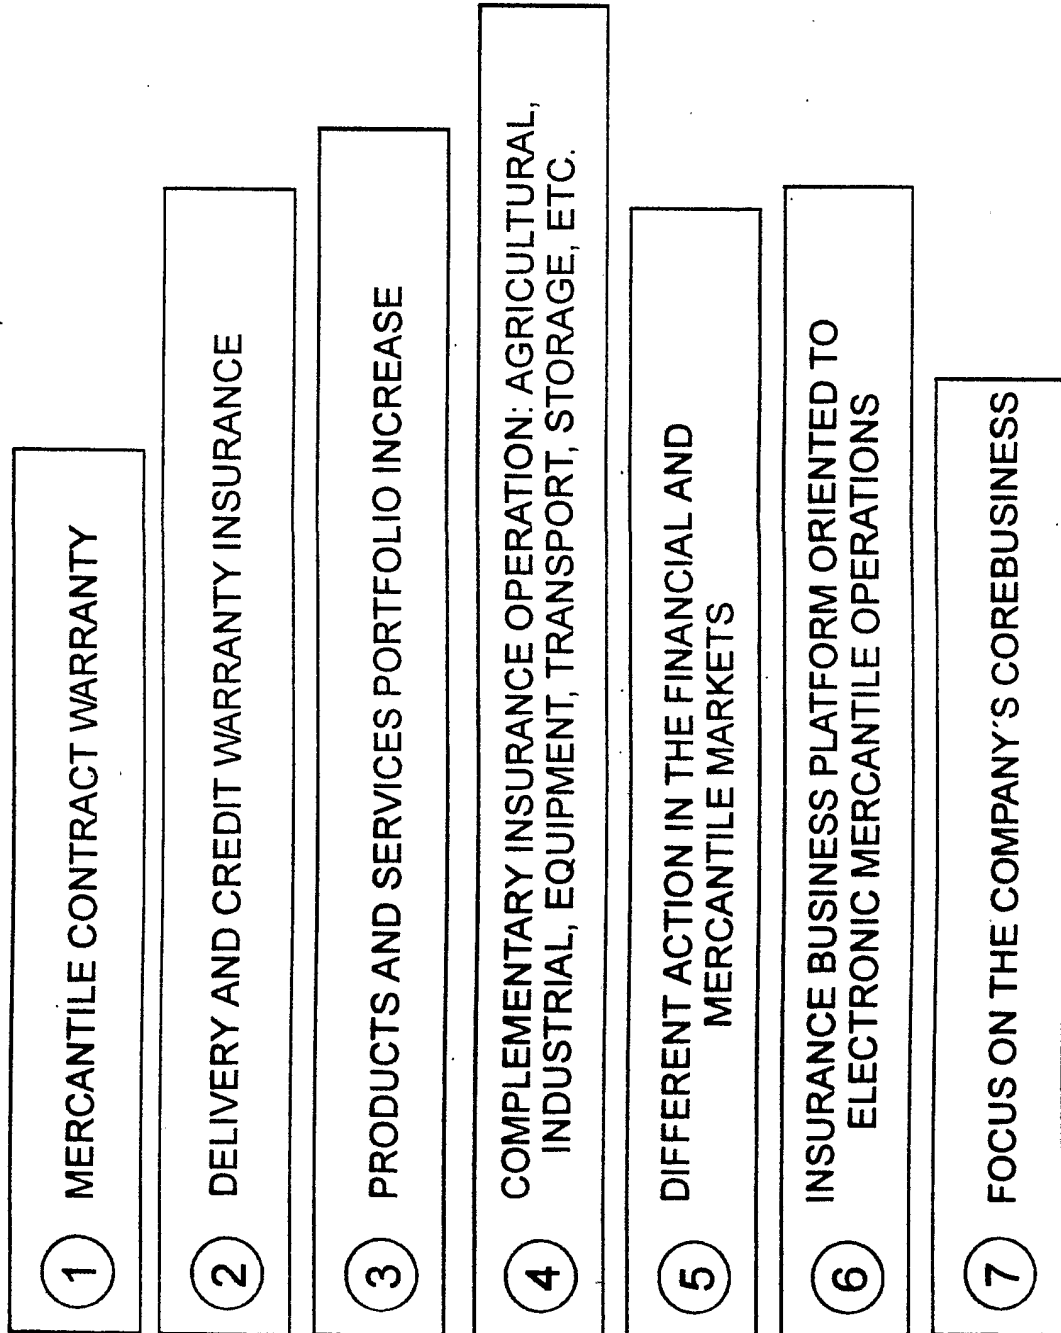 1 MERCANTILE CONTRACT WARRANTY
2 DELIVERY AND CREDIT WARRANTY INSURANCE
3 PRODUCTS AND SERVICES PORTFOLIO INCREASE
4 COMPLEMENTARY INSURANCE OPERATION: AGRICULTURAL,
INDUSTRIAL, EQUIPMENT, TRANSPORT, STORAGE, ETC.
5 DIFFERENT ACTION IN THE FINANCIAL AND
MERCANTILE MARKETS
6 INSURANCE BUSINESS PLATFORM ORIENTED TO
ELECTRONIC MERCANTILE OPERATIONS
7 FOCUS ON THE COMPANY´S COREBUSINESS